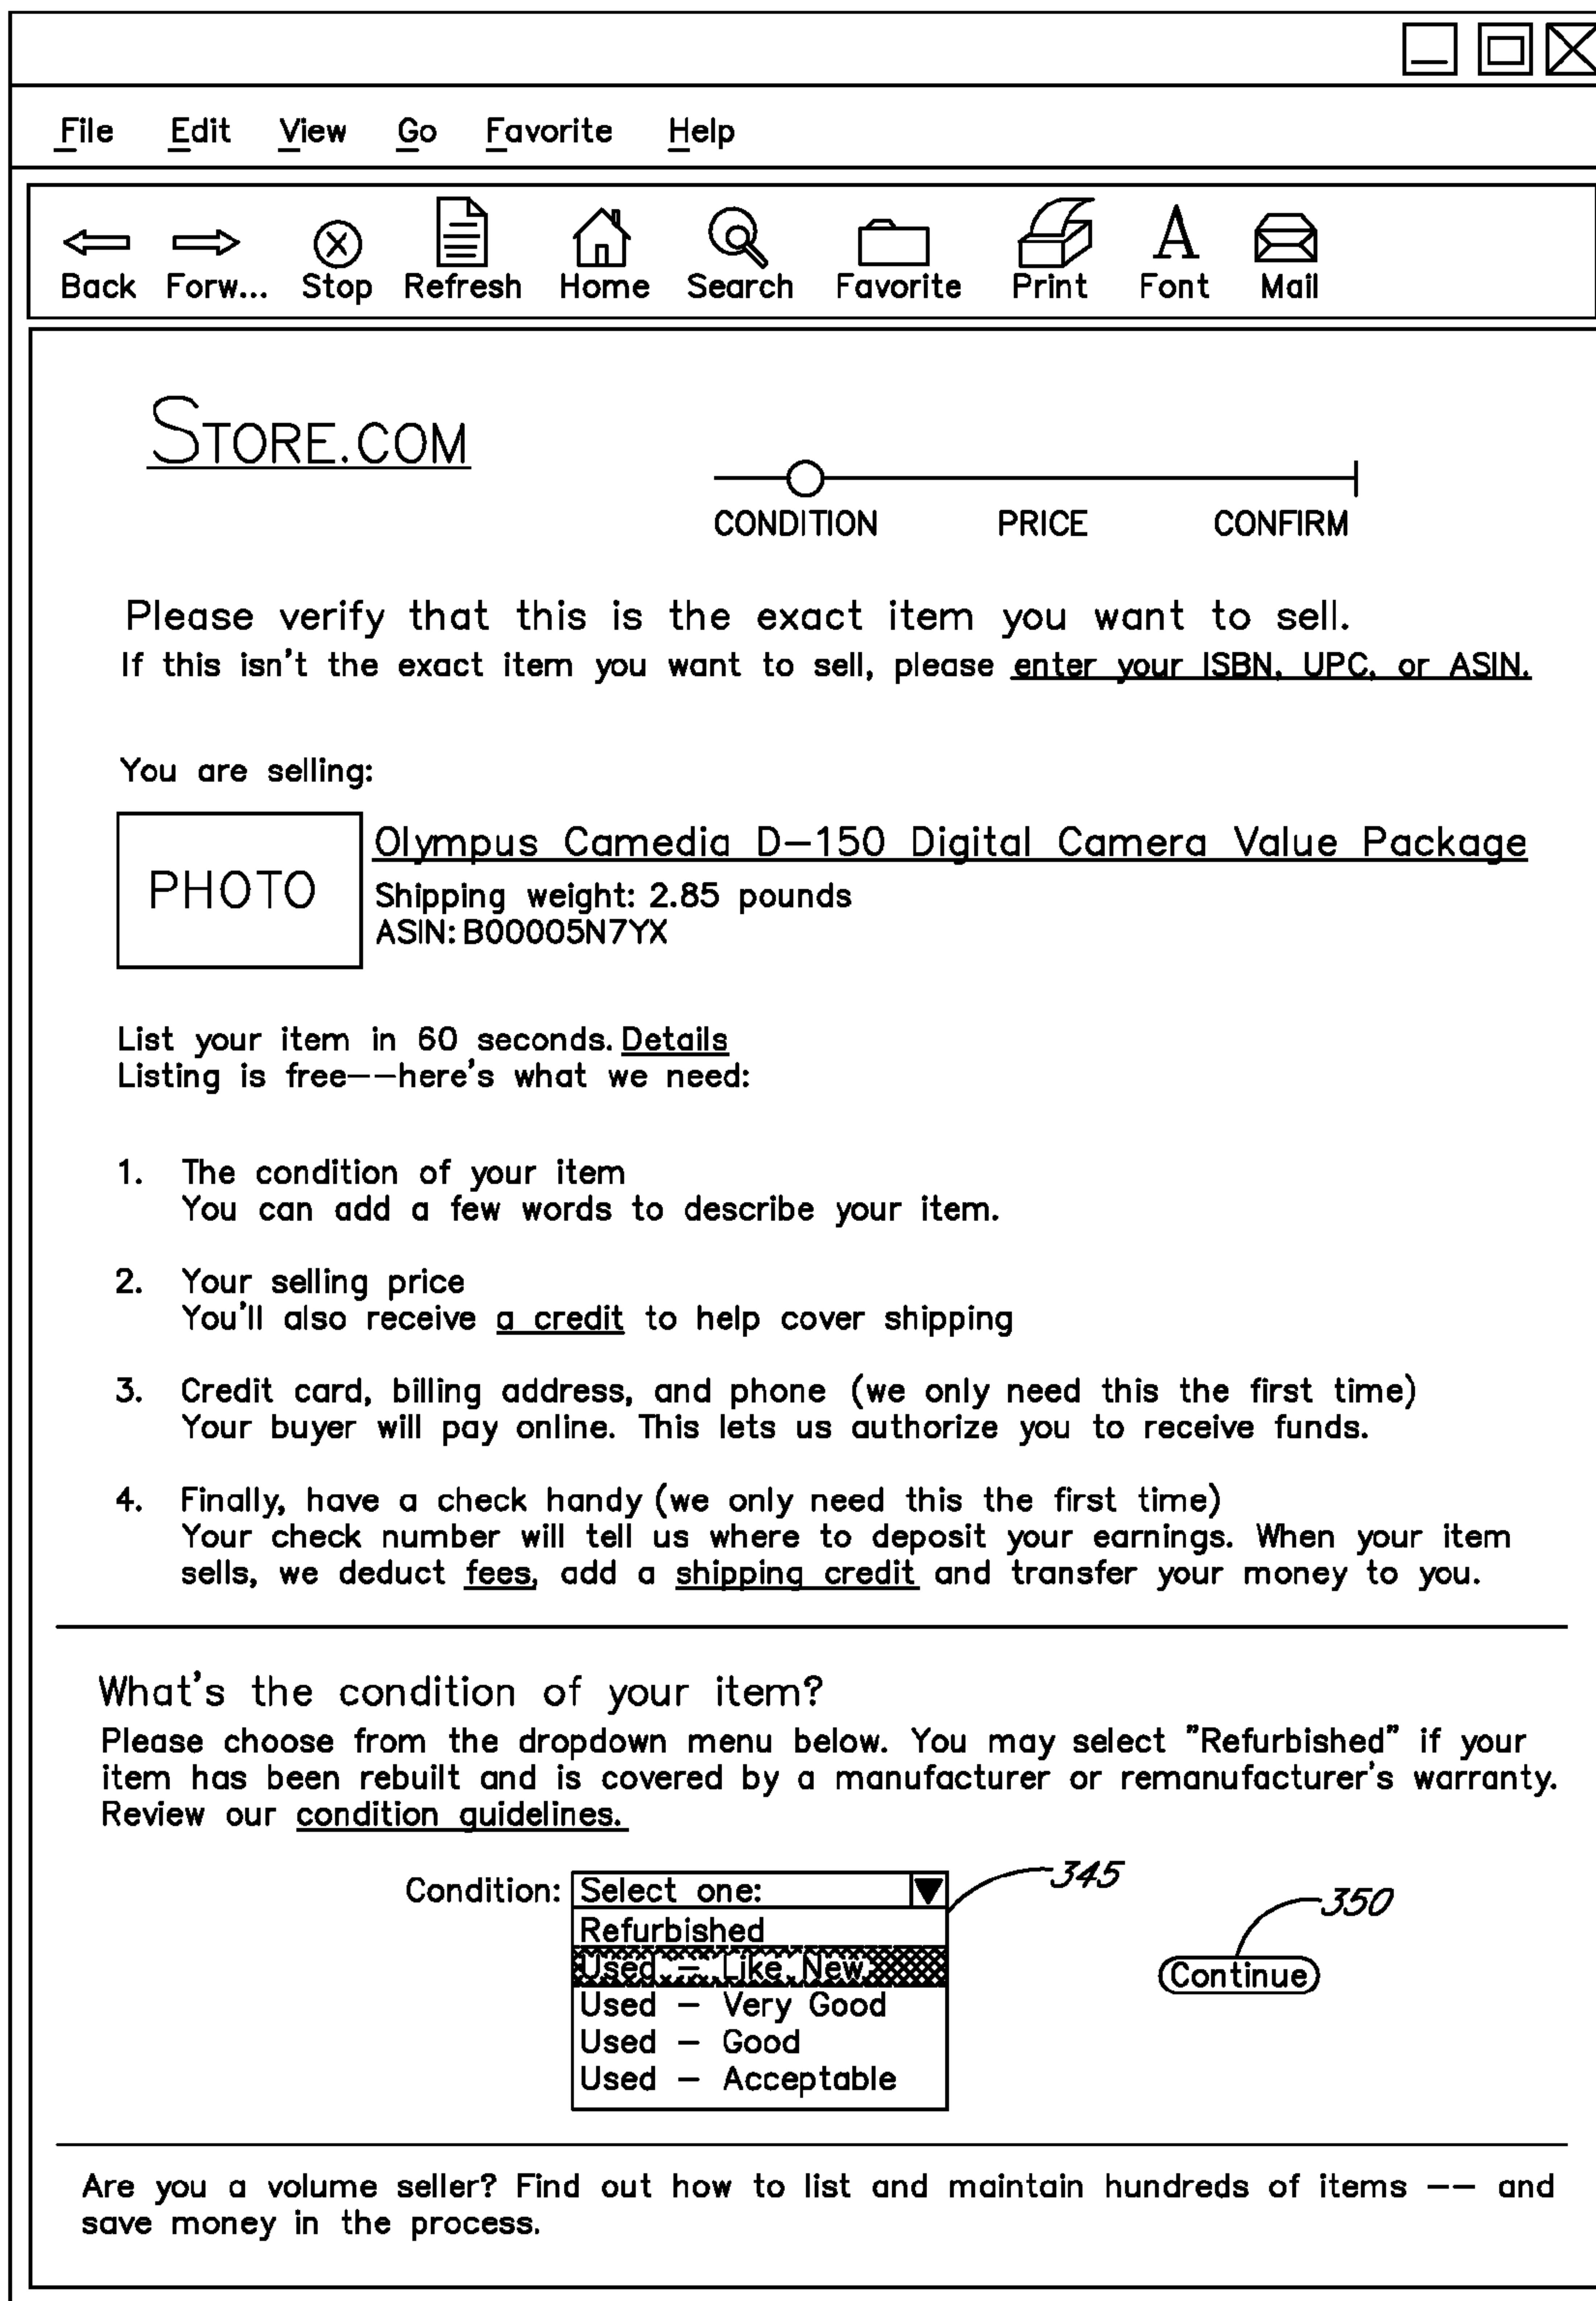 File Edit View Go Favorite Help
Back Forw... Stop Refresh Home Search Favorite Print Font Mail
STORE.COM
CONDITION PRICE CONFIRM
Please verify that this is the exact item you want to sell.
If this isn't the exact item you want to sell, please enter your ISBN, UPC, or ASIN.
You are selling:
PHOTO
Olympus Camedia D-150 Digital Camera Value Package
Shipping weight: 2.85 pounds
ASIN: B00005N7YX
List your item in 60 seconds. Details
Listing is free--here's what we need:
1. The condition of your item
You can add a few words to describe your item.
2. Your selling price
You'll also receive a credit to help cover shipping
3. Credit card, billing address, and phone (we only need this the first time)
Your buyer will pay online. This lets us authorize you to receive funds.
4. Finally, have a check handy (we only need this the first time)
Your check number will tell us where to deposit your earnings. When your item
sells, we deduct fees, add a shipping credit and transfer your money to you.
What's the condition of your item?
Please choose from the dropdown menu below. You may select "Refurbished" if your
item has been rebuilt and is covered by a manufacturer or remanufacturer's warranty.
Review our condition guidelines.
Condition: Select one:
345
350
Refurbished
Used - Like New
Continue
Used - Very Good
Used - Good
Used - Acceptable
Are you a volume seller? Find out how to list and maintain hundreds of items -- and
save money in the process.